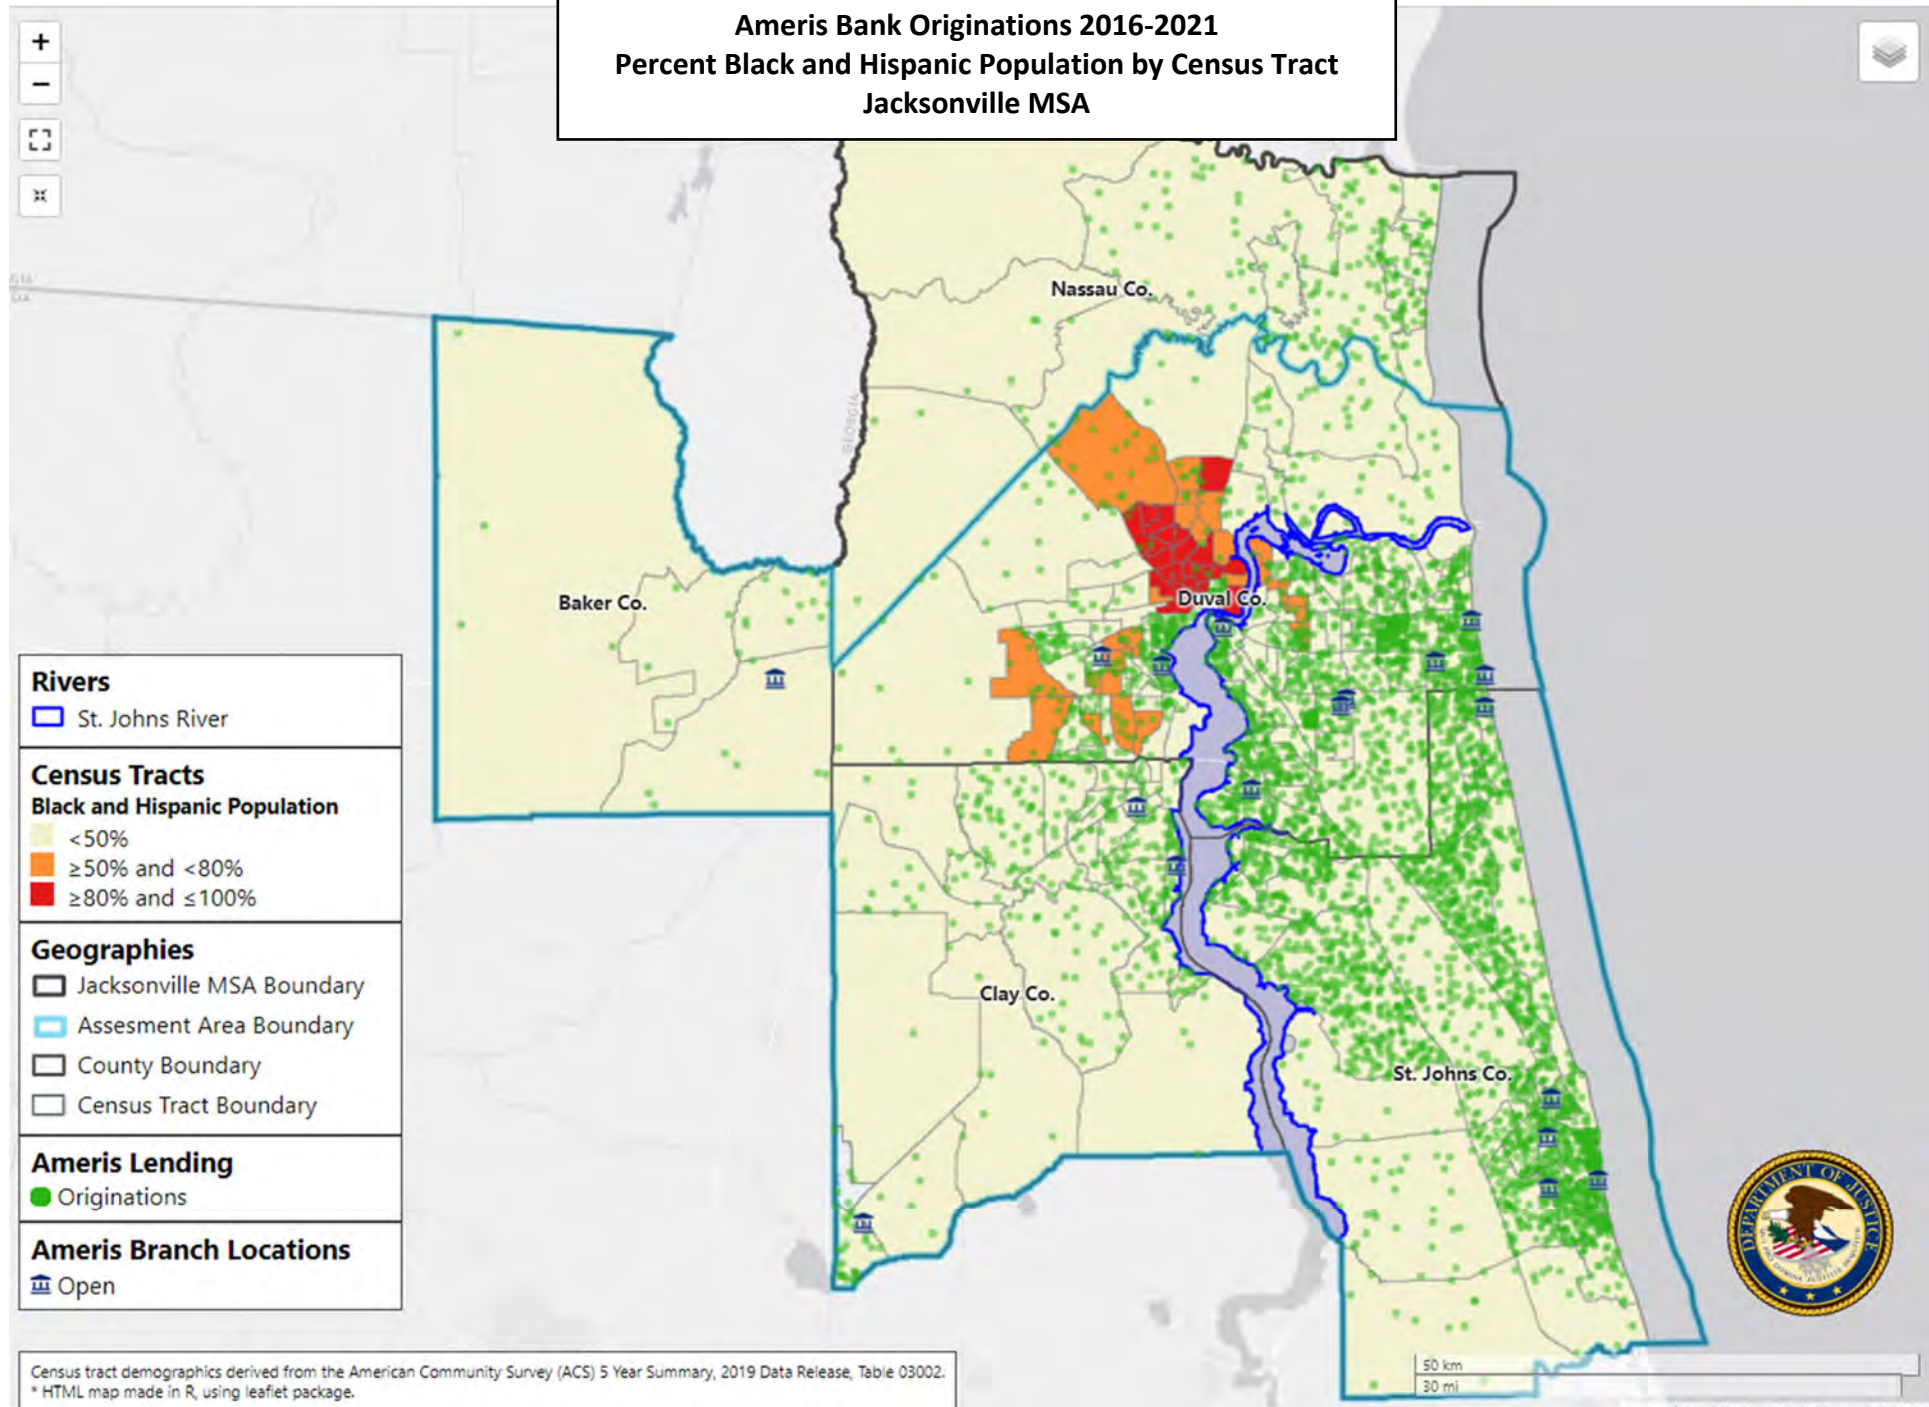 Ameris Bank Originations 2016-2021
Percent Black and Hispanic Population by Census Tract
Jacksonville MSA
+
−
GEORGIA
Nassau Co.
Baker Co.
Duval Co.
Clay Co.
St. Johns Co.
Rivers
St. Johns River
Census Tracts
Black and Hispanic Population
<50%
≥50% and <80%
≥80% and ≤100%
Geographies
Jacksonville MSA Boundary
Assesment Area Boundary
County Boundary
Census Tract Boundary
Ameris Lending
Originations
Ameris Branch Locations
Open
DEPARTMENT OF JUSTICE
50 km
30 mi
Census tract demographics derived from the American Community Survey (ACS) 5 Year Summary, 2019 Data Release, Table 03002.
* HTML map made in R, using leaflet package.